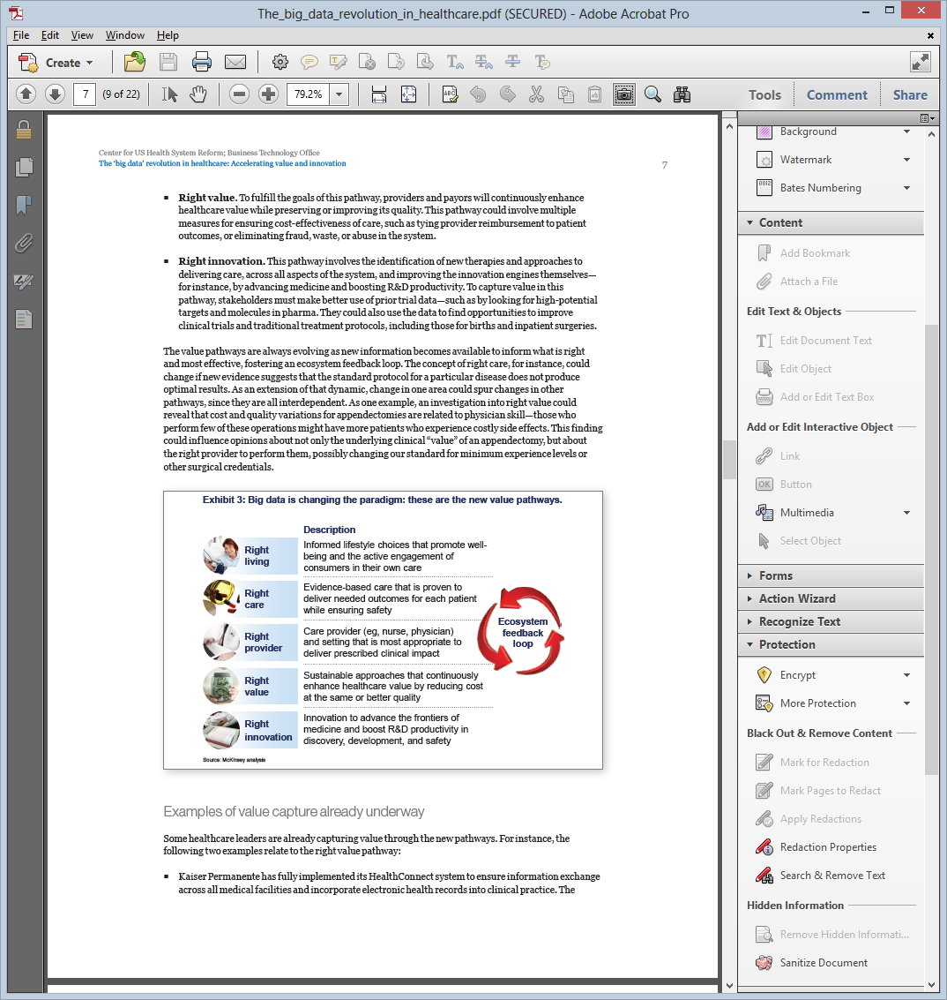 The_big_data_revolution_in_healthcare.pdf (SECURED) - Adobe Acrobat Pro
File Edit View Window Help
Create
7 (9 of 22) 79.2% Tools Comment Share
Center for US Health System Reform; Business Technology Office
The ‘big data’ revolution in healthcare: Accelerating value and innovation
7
▪ Right value. To fulfill the goals of this pathway, providers and payors will continuously enhance
healthcare value while preserving or improving its quality. This pathway could involve multiple
measures for ensuring cost-effectiveness of care, such as tying provider reimbursement to patient
outcomes, or eliminating fraud, waste, or abuse in the system.
▪ Right innovation. This pathway involves the identification of new therapies and approaches to
delivering care, across all aspects of the system, and improving the innovation engines themselves—
for instance, by advancing medicine and boosting R&D productivity. To capture value in this
pathway, stakeholders must make better use of prior trial data—such as by looking for high-potential
targets and molecules in pharma. They could also use the data to find opportunities to improve
clinical trials and traditional treatment protocols, including those for births and inpatient surgeries.
The value pathways are always evolving as new information becomes available to inform what is right
and most effective, fostering an ecosystem feedback loop. The concept of right care, for instance, could
change if new evidence suggests that the standard protocol for a particular disease does not produce
optimal results. As an extension of that dynamic, change in one area could spur changes in other
pathways, since they are all interdependent. As one example, an investigation into right value could
reveal that cost and quality variations for appendectomies are related to physician skill—those who
perform few of these operations might have more patients who experience costly side effects. This finding
could influence opinions about not only the underlying clinical “value” of an appendectomy, but about
the right provider to perform them, possibly changing our standard for minimum experience levels or
other surgical credentials.
Exhibit 3: Big data is changing the paradigm: these are the new value pathways.
Description
Right
living
Informed lifestyle choices that promote well-
being and the active engagement of
consumers in their own care
Right
care
Evidence-based care that is proven to
deliver needed outcomes for each patient
while ensuring safety
Right
provider
Care provider (eg, nurse, physician)
and setting that is most appropriate to
deliver prescribed clinical impact
Right
value
Sustainable approaches that continuously
enhance healthcare value by reducing cost
at the same or better quality
Right
innovation
Innovation to advance the frontiers of
medicine and boost R&D productivity in
discovery, development, and safety
Ecosystem
feedback
loop
Source: McKinsey analysis
Examples of value capture already underway
Some healthcare leaders are already capturing value through the new pathways. For instance, the
following two examples relate to the right value pathway:
▪ Kaiser Permanente has fully implemented its HealthConnect system to ensure information exchange
across all medical facilities and incorporate electronic health records into clinical practice. The
Background
Watermark
Bates Numbering
Content
Add Bookmark
Attach a File
Edit Text & Objects
Edit Document Text
Edit Object
Add or Edit Text Box
Add or Edit Interactive Object
Link
OK Button
Multimedia
Select Object
Forms
Action Wizard
Recognize Text
Protection
Encrypt
More Protection
Black Out & Remove Content
Mark for Redaction
Mark Pages to Redact
Apply Redactions
Redaction Properties
Search & Remove Text
Hidden Information
Remove Hidden Informati...
Sanitize Document